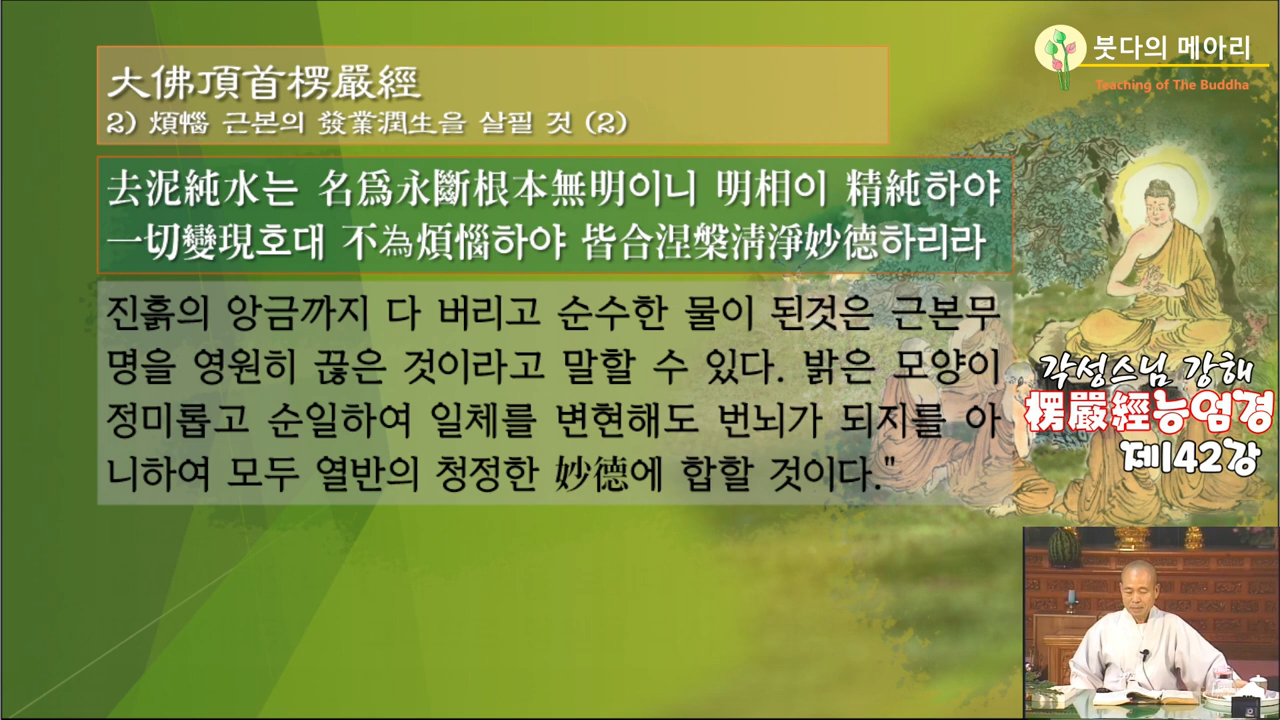 붓다의 메아리
Teaching of The Buddha
大佛頂首楞嚴經
2) 煩惱 근본의 發業潤生을 살필 것 (2)
去泥純水는 名爲永斷根本無明이니 明相이 精純하야
一切變現호대 不為煩惱하야 皆合涅槃淸淨妙德하리라
진흙의 앙금까지 다 버리고 순수한 물이 된것은 근본무
명을 영원히 끊은 것이라고 말할 수 있다. 밝은 모양이
정미롭고 순일하여 일체를 변현해도 번뇌가 되지를 아
니하여 모두 열반의 청정한 妙德에 합할 것이다."
각성스님 강해
楞嚴經능엄경
제142강